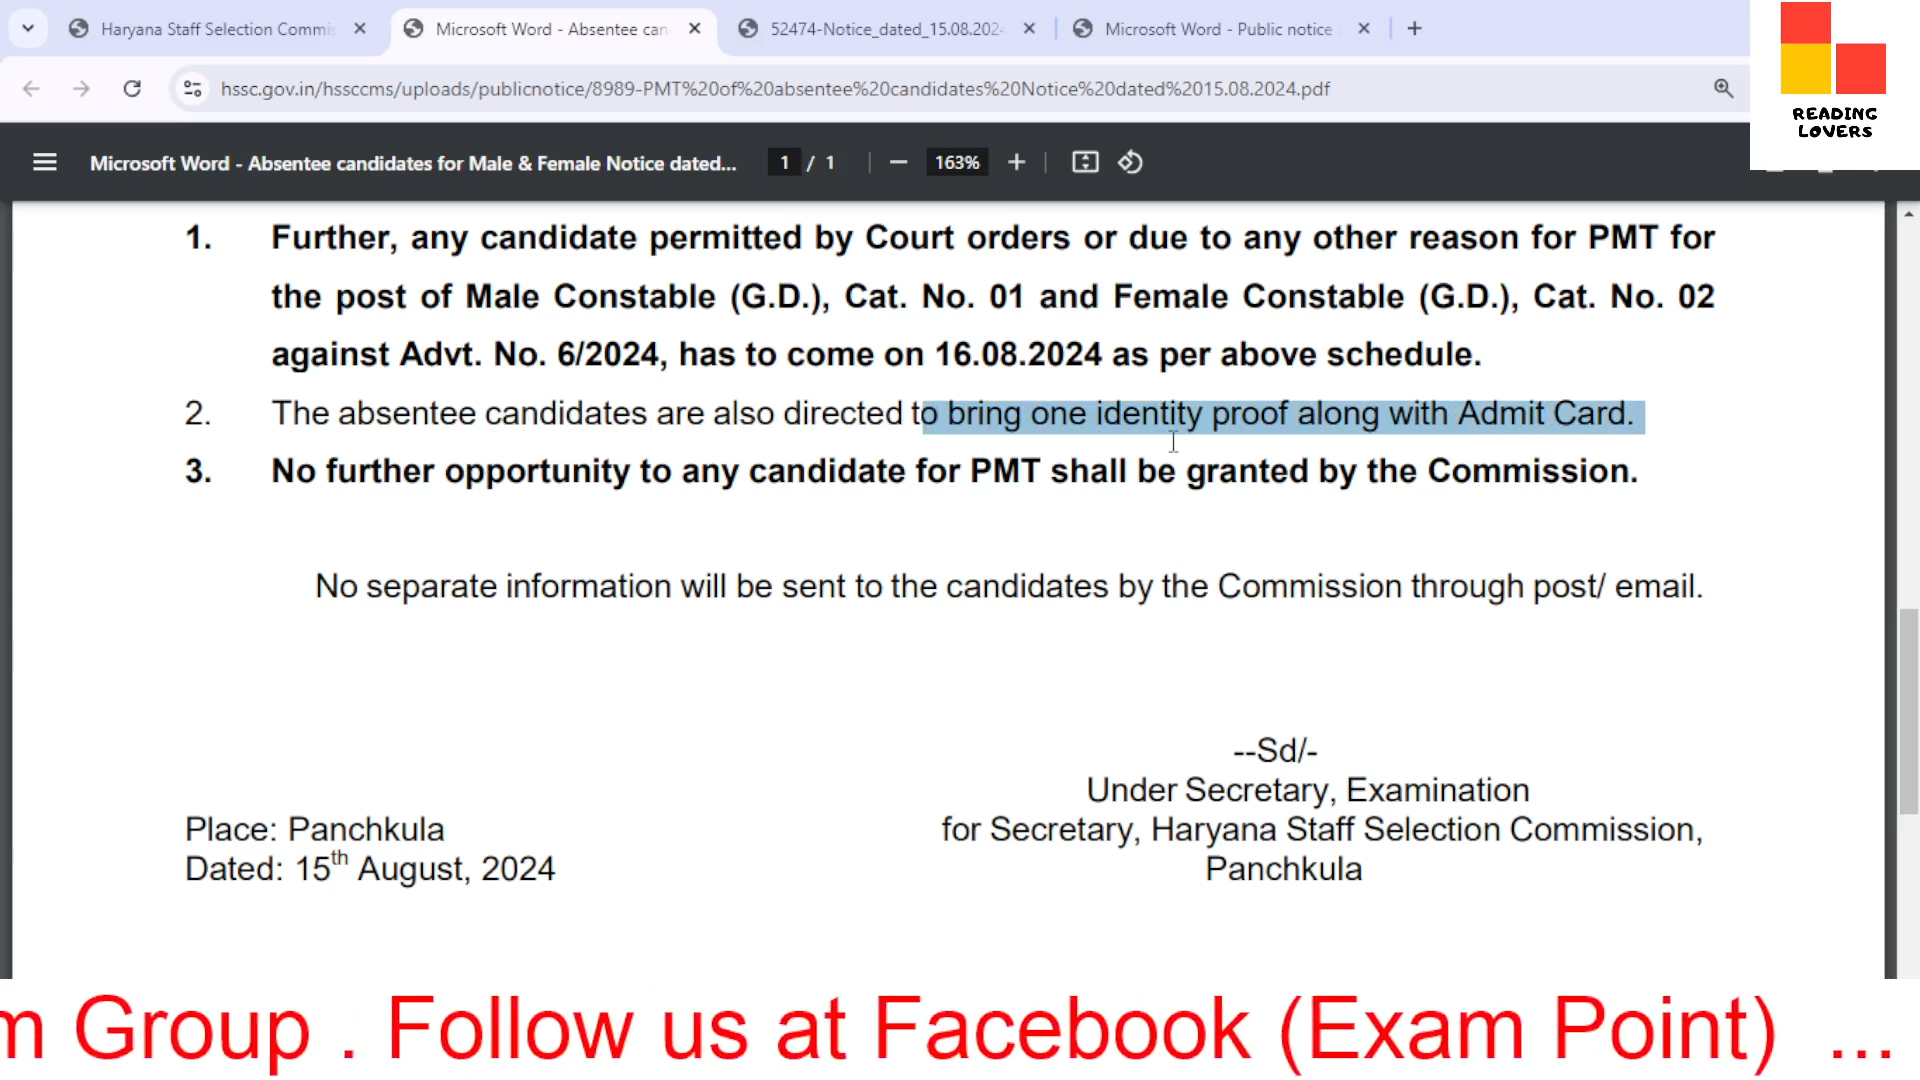 Haryana Staff Selection Commis
Microsoft Word - Absentee can
52474-Notice_dated_15.08.2024
Microsoft Word - Public notice
hssc.gov.in/hssccms/uploads/publicnotice/8989-PMT%20of%20absentee%20candidates%20Notice%20dated%2015.08.2024.pdf
READING
LOVERS
Microsoft Word - Absentee candidates for Male & Female Notice dated...
1 / 1
163%
1. Further, any candidate permitted by Court orders or due to any other reason for PMT for
the post of Male Constable (G.D.), Cat. No. 01 and Female Constable (G.D.), Cat. No. 02
against Advt. No. 6/2024, has to come on 16.08.2024 as per above schedule.
2. The absentee candidates are also directed to bring one identity proof along with Admit Card.
3. No further opportunity to any candidate for PMT shall be granted by the Commission.
No separate information will be sent to the candidates by the Commission through post/ email.
--Sd/-
Under Secretary, Examination
Place: Panchkula for Secretary, Haryana Staff Selection Commission,
Dated: 15th August, 2024 Panchkula
m Group . Follow us at Facebook (Exam Point) ...